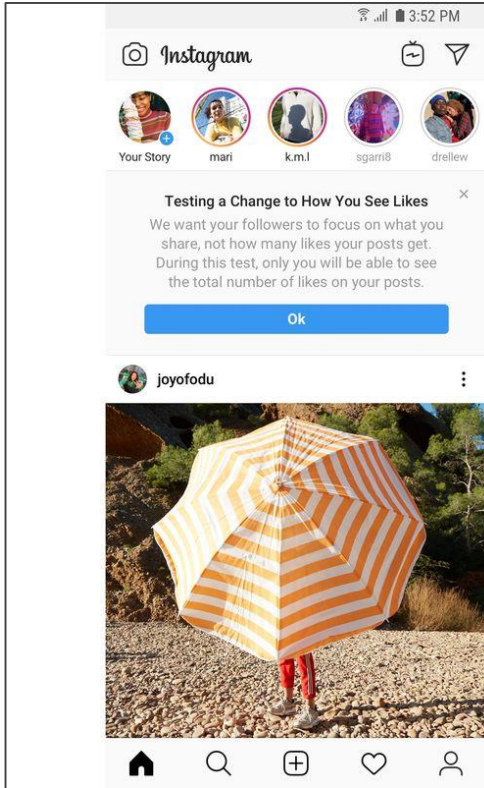 3:52 PM
Instagram
Your Story mari k.m.l sgarri8 drellew
Testing a Change to How You See Likes
We want your followers to focus on what you
share, not how many likes your posts get.
During this test, only you will be able to see
the total number of likes on your posts.
Ok
joyofodu